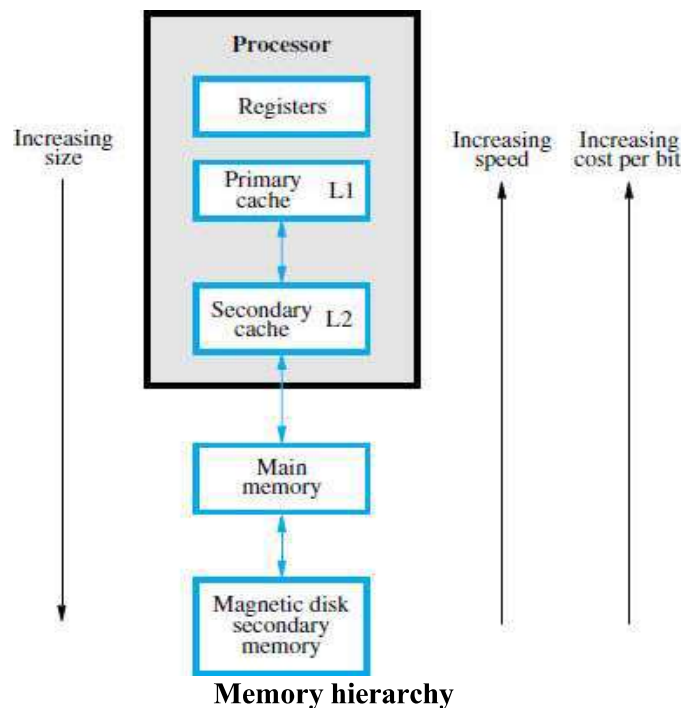 Processor
Registers
Increasing
size
Increasing
speed
Increasing
cost per bit
Primary
cache L1
Secondary
cache L2
Main
memory
Magnetic disk
secondary
memory
Memory hierarchy